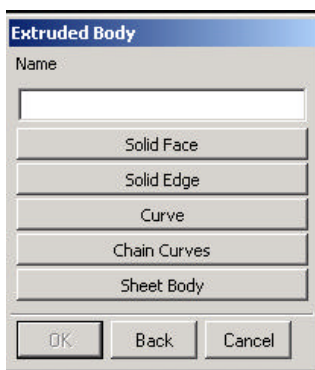 Extruded Body
Name
Solid Face
Solid Edge
Curve
Chain Curves
Sheet Body
OK Back Cancel